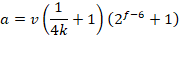 a = v(1/4k + 1)(2^{f−6} + 1)